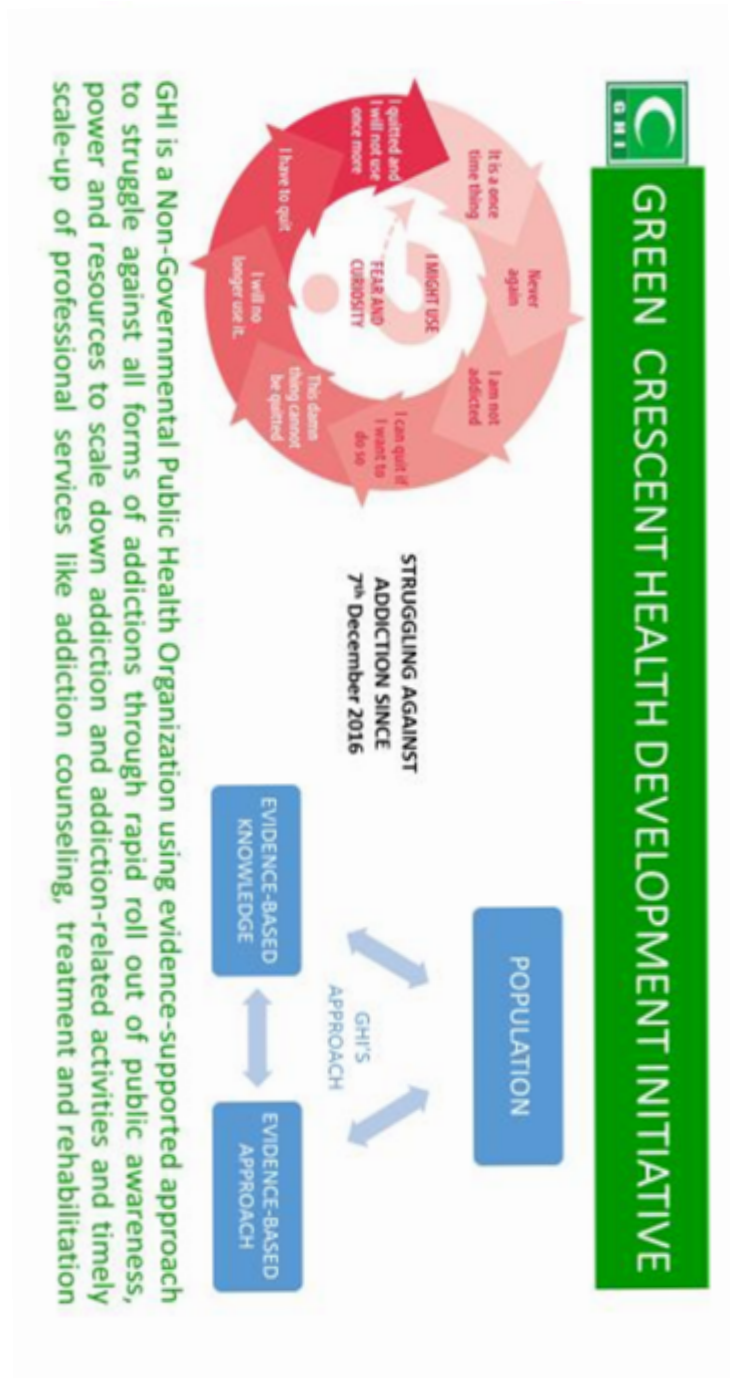 GHI
GREEN CRESCENT HEALTH DEVELOPMENT INITIATIVE
It is a once
time thing
Never
again
I am not
addicted
I can quit if
I want to
do so
This damn
thing cannot
be quitted
I will no
longer use it.
I have to quit
I quitted and
I will not use
once more
I MIGHT USE
FEAR AND
CURIOSITY
STRUGGLING AGAINST
ADDICTION SINCE
7th December 2016
POPULATION
GHI'S
APPROACH
EVIDENCE-BASED
KNOWLEDGE
EVIDENCE-BASED
APPROACH
GHI is a Non-Governmental Public Health Organization using evidence-supported approach
to struggle against all forms of addictions through rapid roll out of public awareness,
power and resources to scale down addiction and addiction-related activities and timely
scale-up of professional services like addiction counseling, treatment and rehabilitation